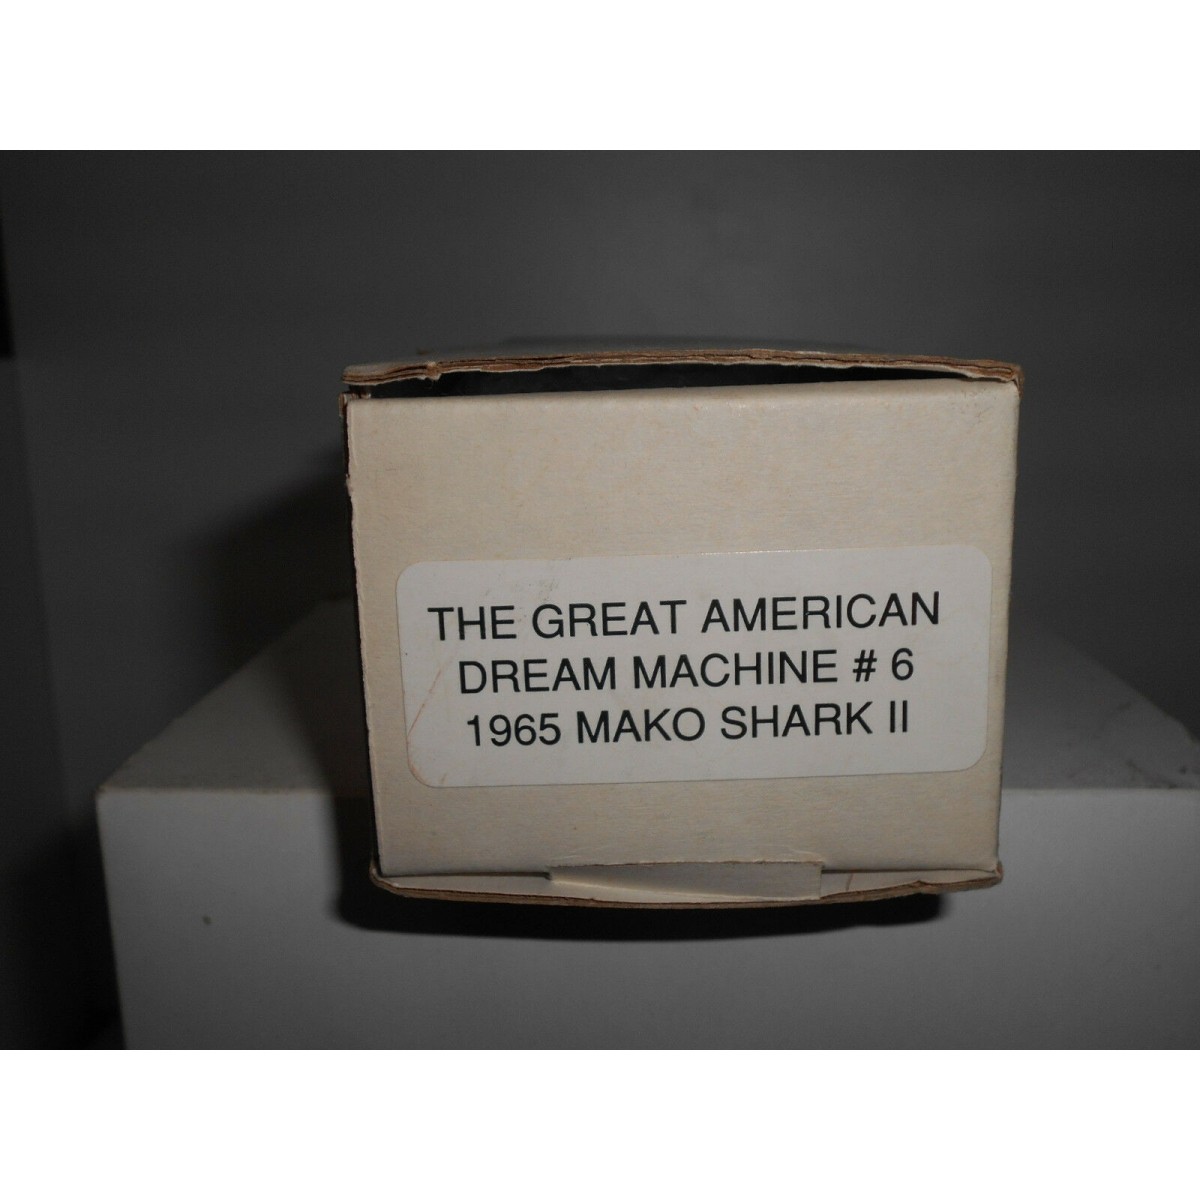 THE GREAT AMERICAN
DREAM MACHINE # 6
1965 MAKO SHARK II